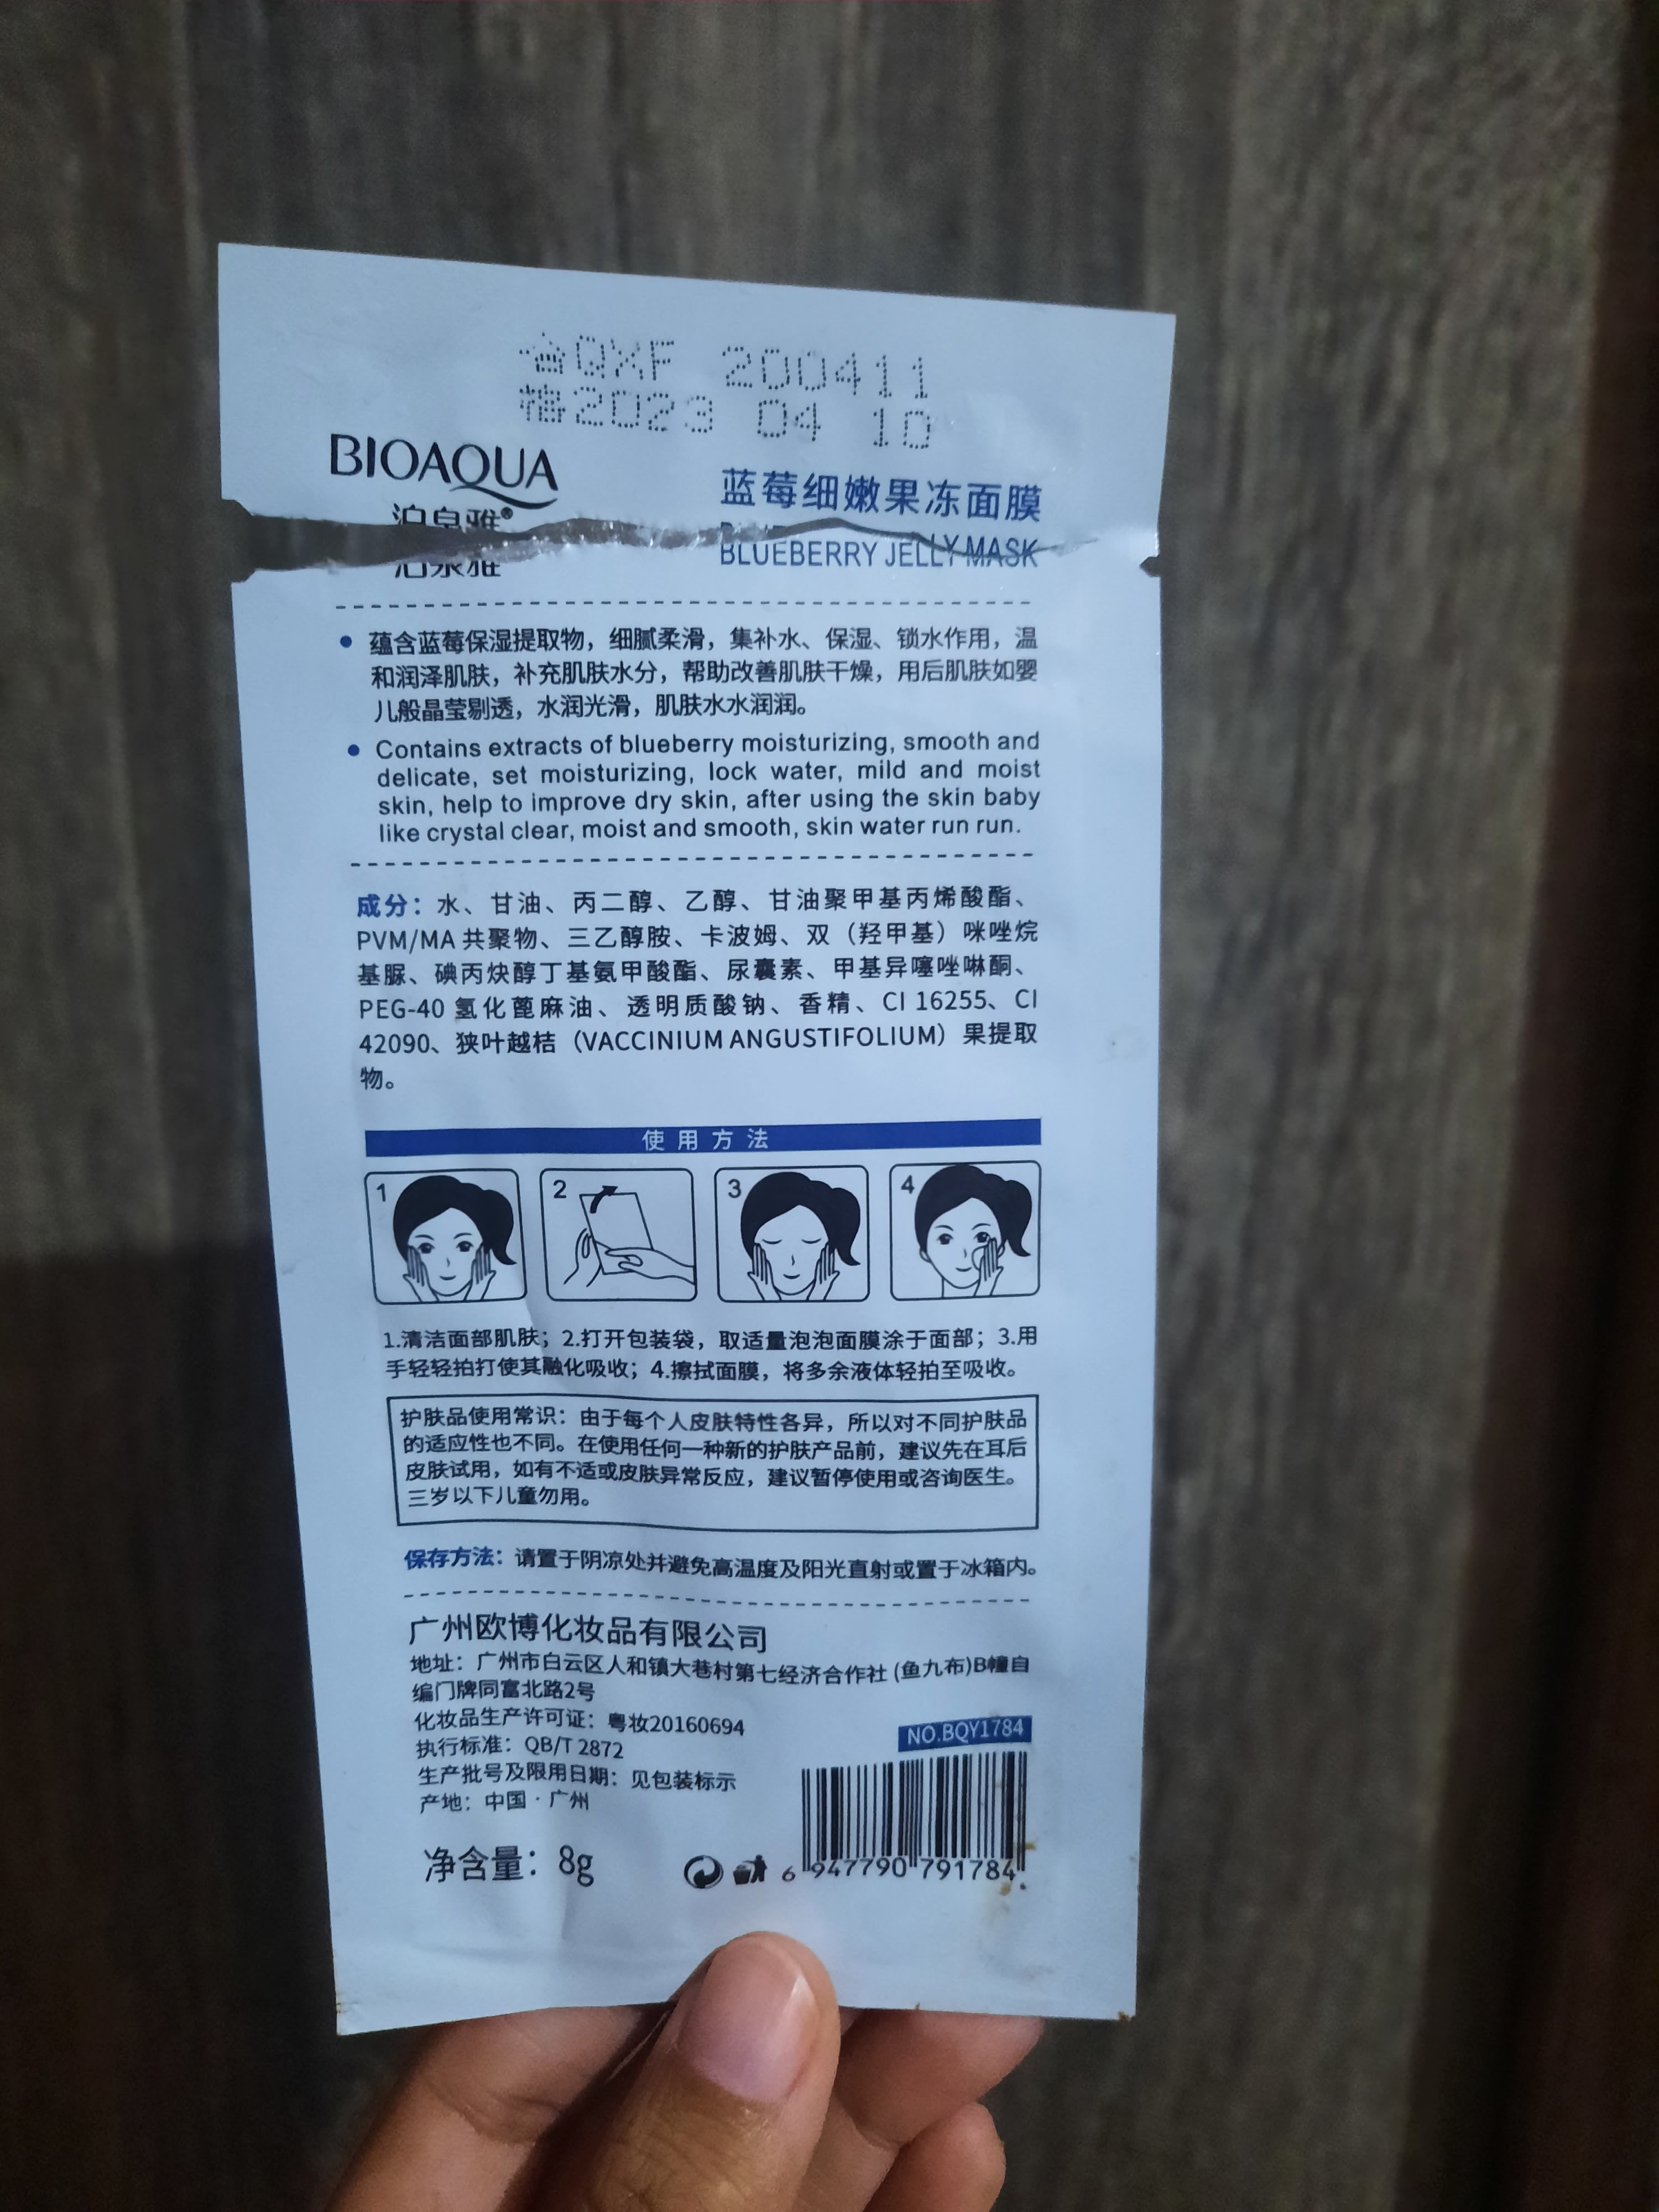 合QXF 200411
糖2023 04 10
BIOAQUA
泊泉雅®
蓝莓细嫩果冻面膜
BLUEBERRY JELLY MASK
蕴含蓝莓保湿提取物，细腻柔滑，集补水、保湿、锁水作用，温
和润泽肌肤，补充肌肤水分，帮助改善肌肤干燥，用后肌肤如婴
儿般晶莹剔透，水润光滑，肌肤水水润润。
Contains extracts of blueberry moisturizing, smooth and
delicate, set moisturizing, lock water, mild and moist
skin, help to improve dry skin, after using the skin baby
like crystal clear, moist and smooth, skin water run run.
成分：水、甘油、丙二醇、乙醇、甘油聚甲基丙烯酸酯、
PVM/MA 共聚物、三乙醇胺、卡波姆、双（羟甲基）咪唑烷
基脲、碘丙炔醇丁基氨甲酸酯、尿囊素、甲基异噻唑啉酮、
PEG-40 氢化蓖麻油、透明质酸钠、香精、CI 16255、CI
42090、狭叶越桔（VACCINIUM ANGUSTIFOLIUM）果提取
物。
使用方法
1 2 3 4
1.清洁面部肌肤；2.打开包装袋，取适量泡泡面膜涂于面部；3.用
手轻轻拍打使其融化吸收；4.擦拭面膜，将多余液体轻拍至吸收。
护肤品使用常识：由于每个人皮肤特性各异，所以对不同护肤品
的适应性也不同。在使用任何一种新的护肤产品前，建议先在耳后
皮肤试用，如有不适或皮肤异常反应，建议暂停使用或咨询医生。
三岁以下儿童勿用。
保存方法：请置于阴凉处并避免高温度及阳光直射或置于冰箱内。
广州欧博化妆品有限公司
地址：广州市白云区人和镇大巷村第七经济合作社 (鱼九布)B幢自
编门牌同富北路2号
化妆品生产许可证：粤妆20160694
执行标准：QB/T 2872
生产批号及限用日期：见包装标示
产地：中国·广州
净含量：8g
NO.BQY1784
6 947790 791784